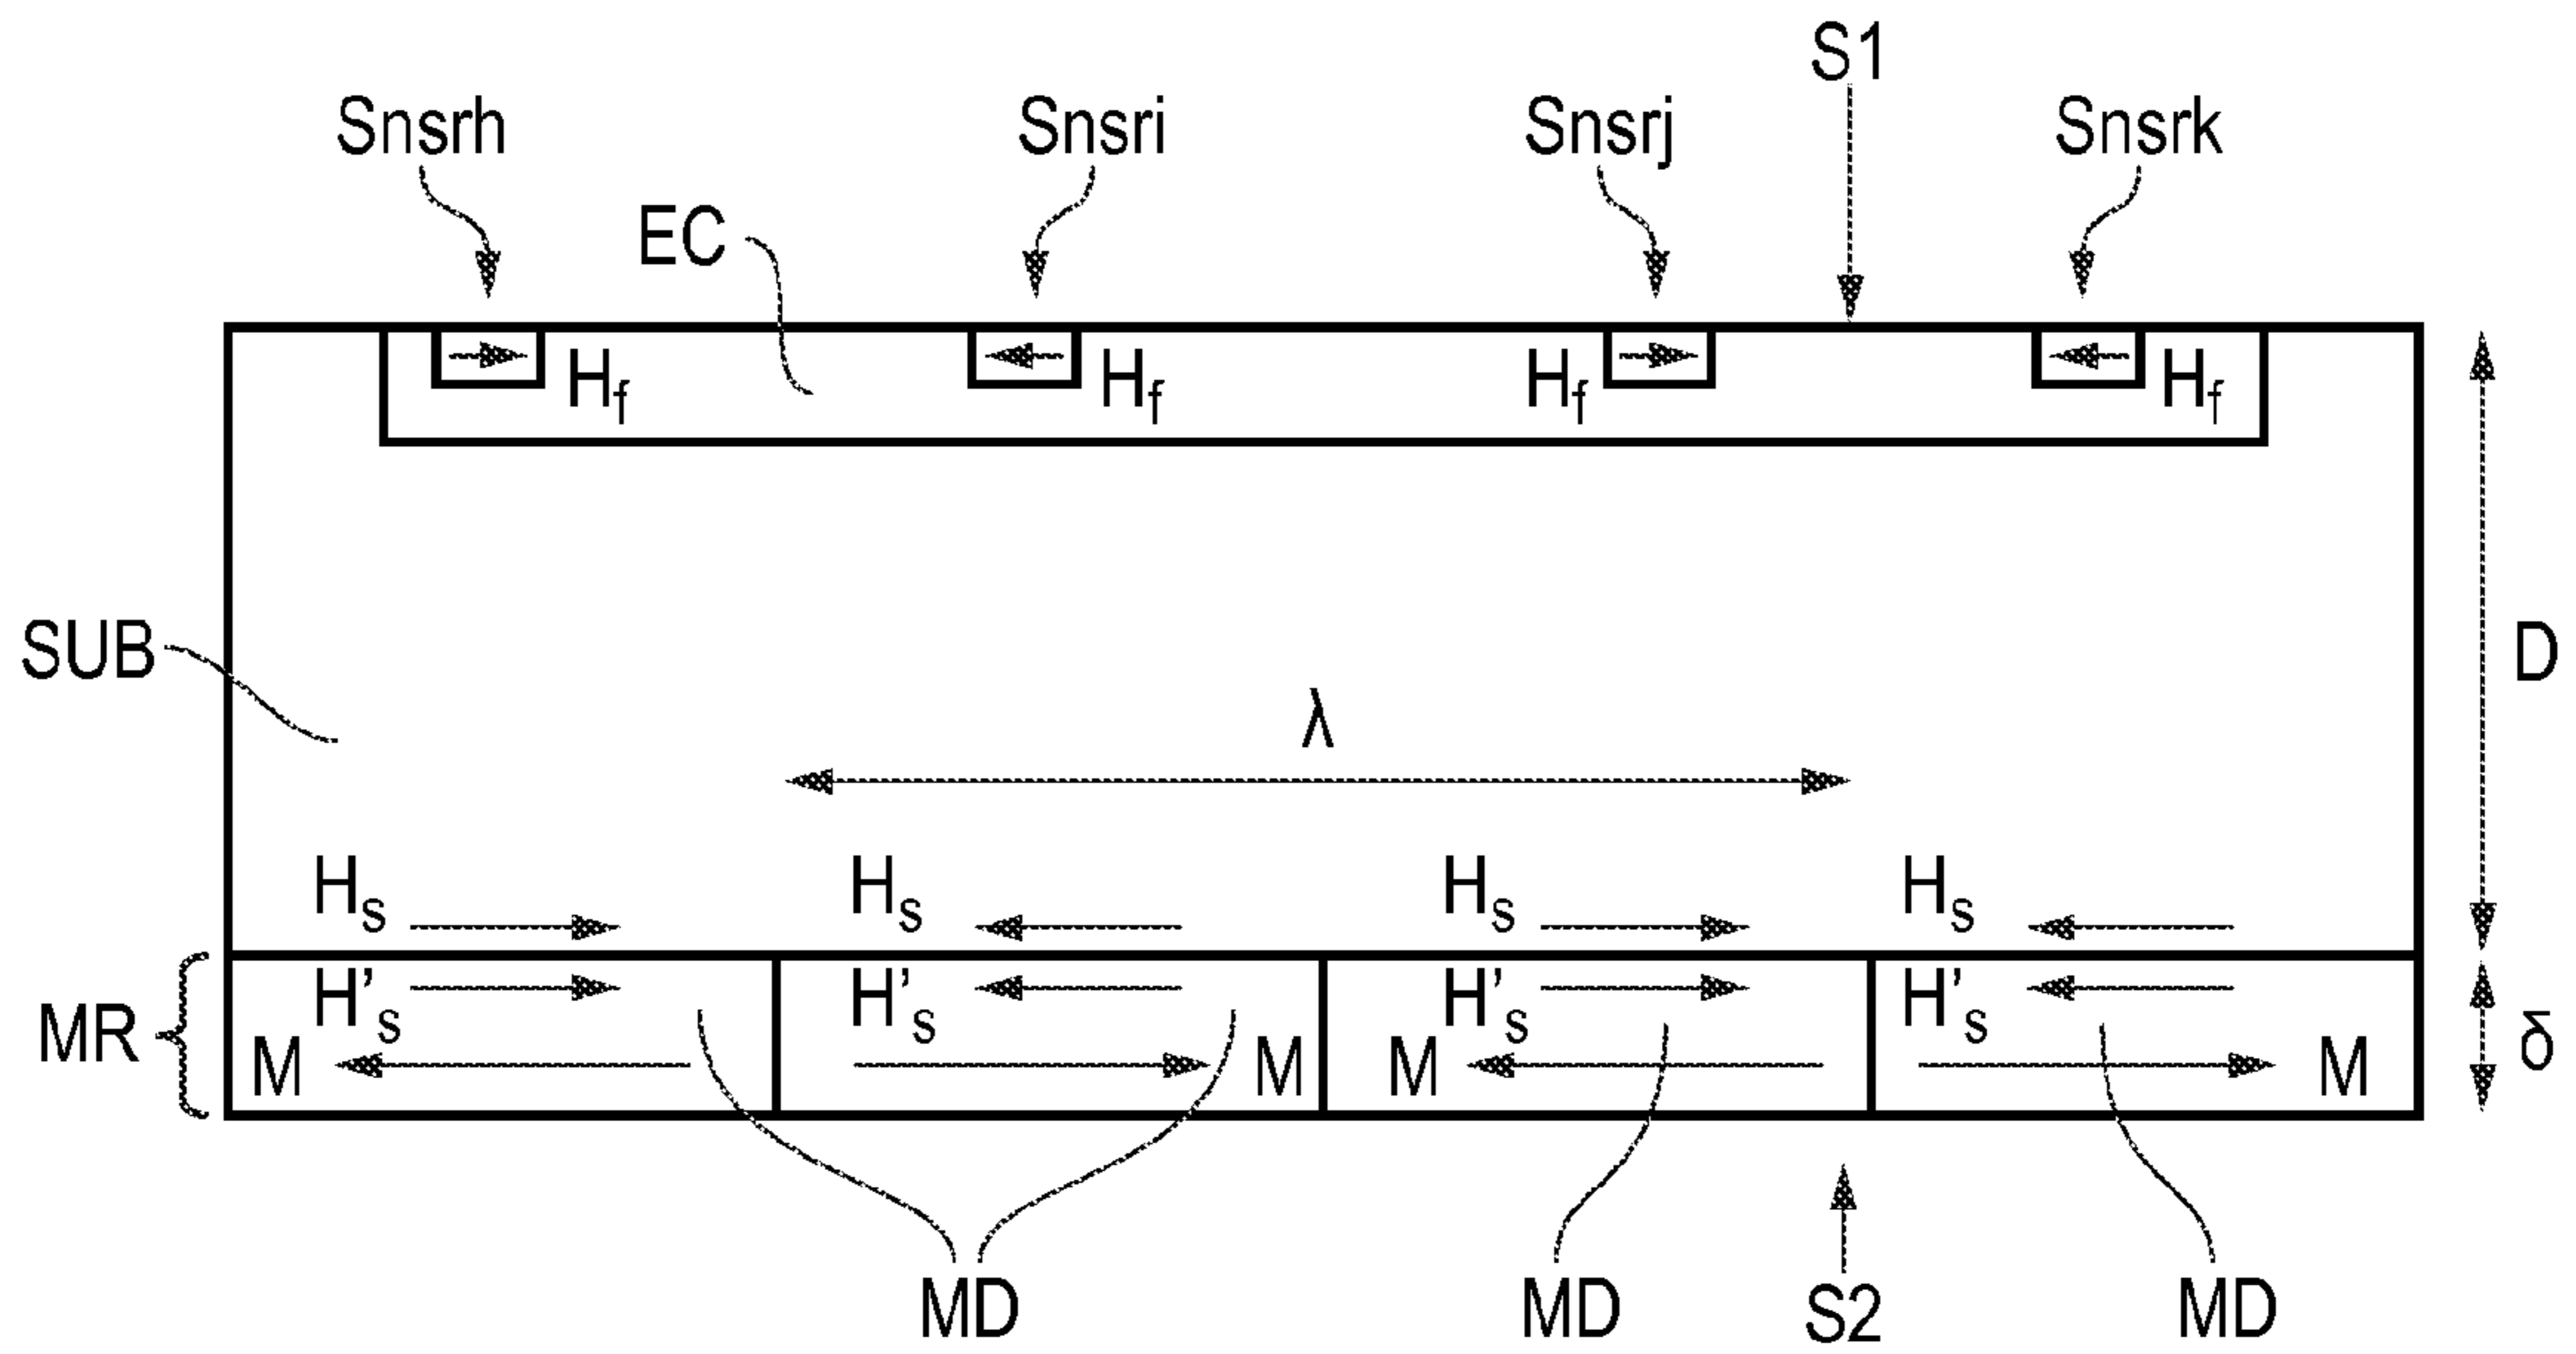 S1
Snsrh Snsri Snsrj Snsrk
EC
Hf Hf Hf Hf
SUB D
λ
Hs Hs Hs Hs
H's H's H's H's
MR δ
M M M M
MD MD S2 MD